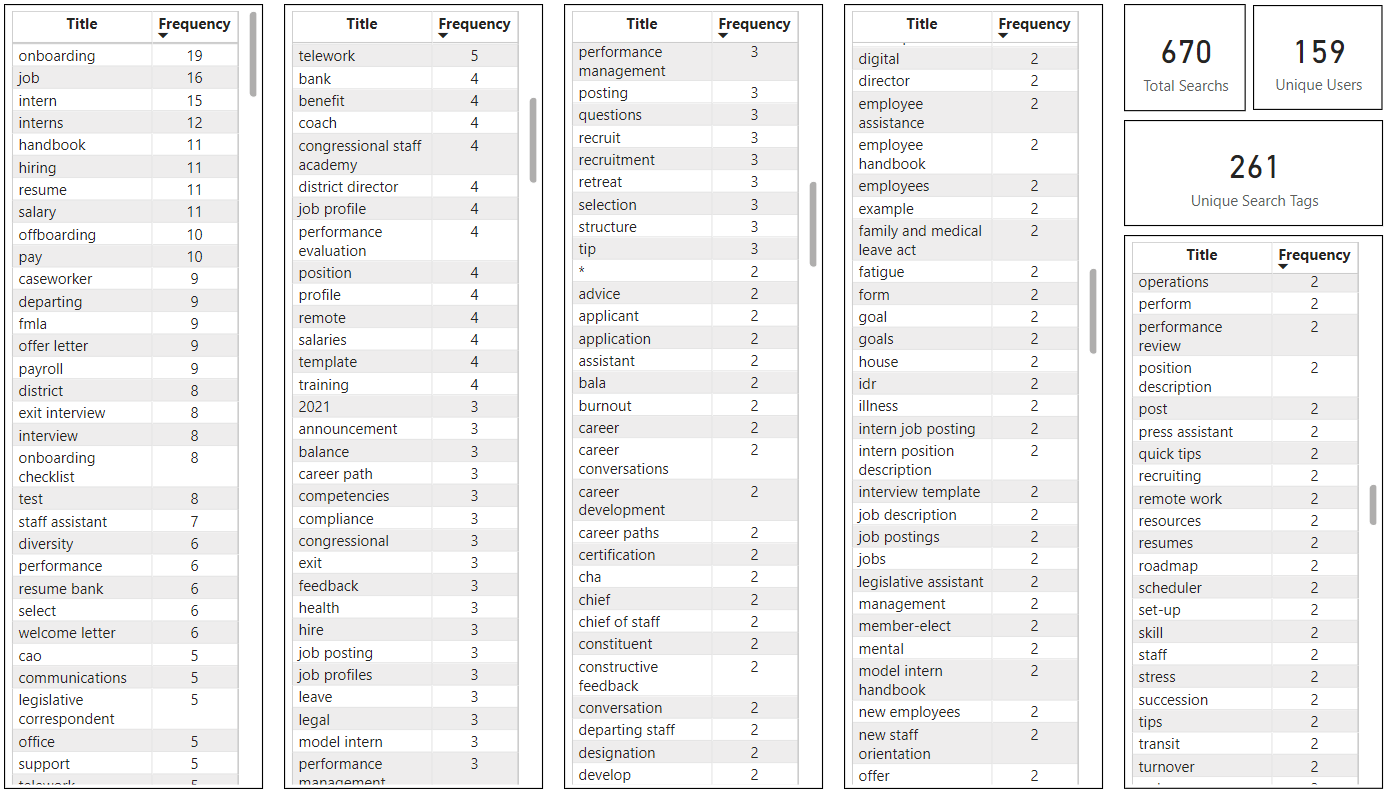 Title Frequency
onboarding 19
job 16
intern 15
interns 12
handbook 11
hiring 11
resume 11
salary 11
offboarding 10
pay 10
caseworker 9
departing 9
fmla 9
offer letter 9
payroll 9
district 8
exit interview 8
interview 8
onboarding 8
checklist
test 8
staff assistant 7
diversity 6
performance 6
resume bank 6
select 6
welcome letter 6
cao 5
communications 5
legislative 5
correspondent
office 5
support 5
telework 5
Title Frequency
telework 5
bank 4
benefit 4
coach 4
congressional staff 4
academy
district director 4
job profile 4
performance 4
evaluation
position 4
profile 4
remote 4
salaries 4
template 4
training 4
2021 3
announcement 3
balance 3
career path 3
competencies 3
compliance 3
congressional 3
exit 3
feedback 3
health 3
hire 3
job posting 3
job profiles 3
leave 3
legal 3
model intern 3
performance 3
management
Title Frequency
performance 3
management
posting 3
questions 3
recruit 3
recruitment 3
retreat 3
selection 3
structure 3
tip 3
* 2
advice 2
applicant 2
application 2
assistant 2
bala 2
burnout 2
career 2
career 2
conversations
career 2
development
career paths 2
certification 2
cha 2
chief 2
chief of staff 2
constituent 2
constructive 2
feedback
conversation 2
departing staff 2
designation 2
develop 2
Title Frequency
digital 2
director 2
employee 2
assistance
employee 2
handbook
employees 2
example 2
family and medical 2
leave act
fatigue 2
form 2
goal 2
goals 2
house 2
idr 2
illness 2
intern job posting 2
intern position 2
description
interview template 2
job description 2
job postings 2
jobs 2
legislative assistant 2
management 2
member-elect 2
mental 2
model intern 2
handbook
new employees 2
new staff 2
orientation
offer 2
670
Total Searchs
159
Unique Users
261
Unique Search Tags
Title Frequency
operations 2
perform 2
performance 2
review
position 2
description
post 2
press assistant 2
quick tips 2
recruiting 2
remote work 2
resources 2
resumes 2
roadmap 2
scheduler 2
set-up 2
skill 2
staff 2
stress 2
succession 2
tips 2
transit 2
turnover 2